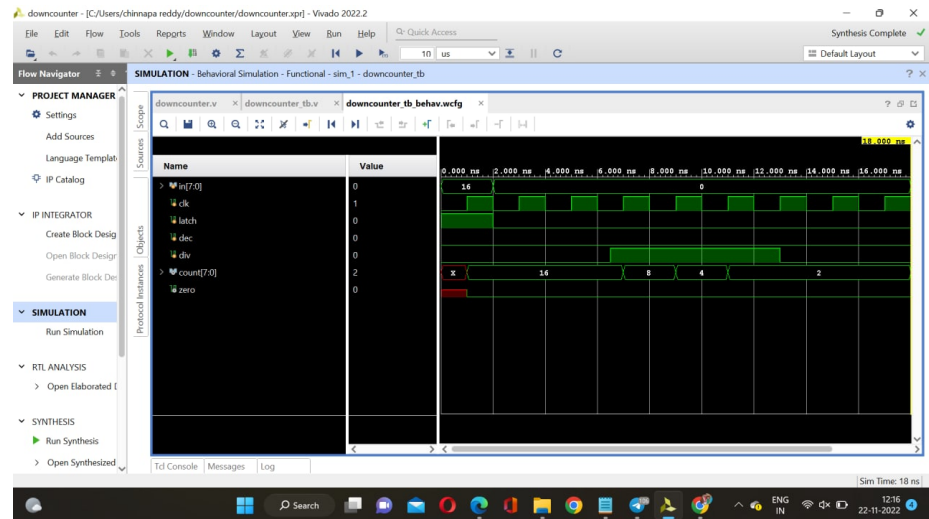 downcounter - [C:/Users/chinnapa reddy/downcounter/downcounter.xpr] - Vivado 2022.2
File Edit Flow Tools Reports Window Layout View Run Help Q- Quick Access
Synthesis Complete
10 us
Default Layout
Flow Navigator
SIMULATION - Behavioral Simulation - Functional - sim_1 - downcounter_tb
PROJECT MANAGER
Settings
Add Sources
Language Templat
IP Catalog
IP INTEGRATOR
Create Block Desig
Open Block Design
Generate Block Des
SIMULATION
Run Simulation
RTL ANALYSIS
Open Elaborated D
SYNTHESIS
Run Synthesis
Open Synthesized
Scope
Sources
Objects
Protocol Instances
downcounter.v × downcounter_tb.v × downcounter_tb_behav.wcfg ×
18.000 ns
Name Value
0.000 ns 2.000 ns 4.000 ns 6.000 ns 8.000 ns 10.000 ns 12.000 ns 14.000 ns 16.000 ns
in[7:0] 0 16 0
clk 1
latch 0
dec 0
div 0
count[7:0] 2 X 16 8 4 2
zero 0
Tcl Console Messages Log
Sim Time: 18 ns
Search
ENG
IN
12:16
22-11-2022
4